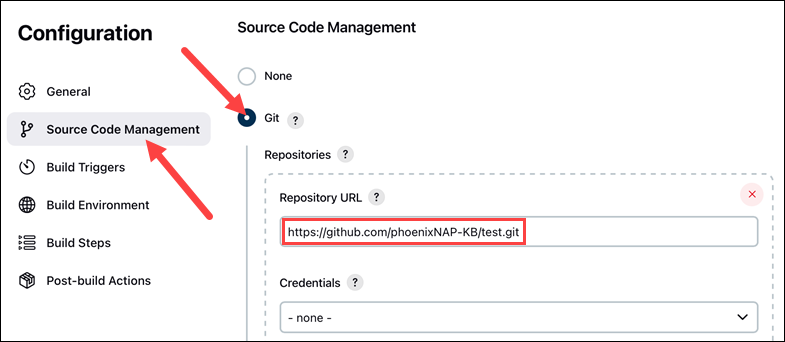 Configuration
General
Source Code Management
Build Triggers
Build Environment
Build Steps
Post-build Actions
Source Code Management
None
Git ?
Repositories ?
Repository URL ?
https://github.com/phoenixNAP-KB/test.git
Credentials ?
- none -